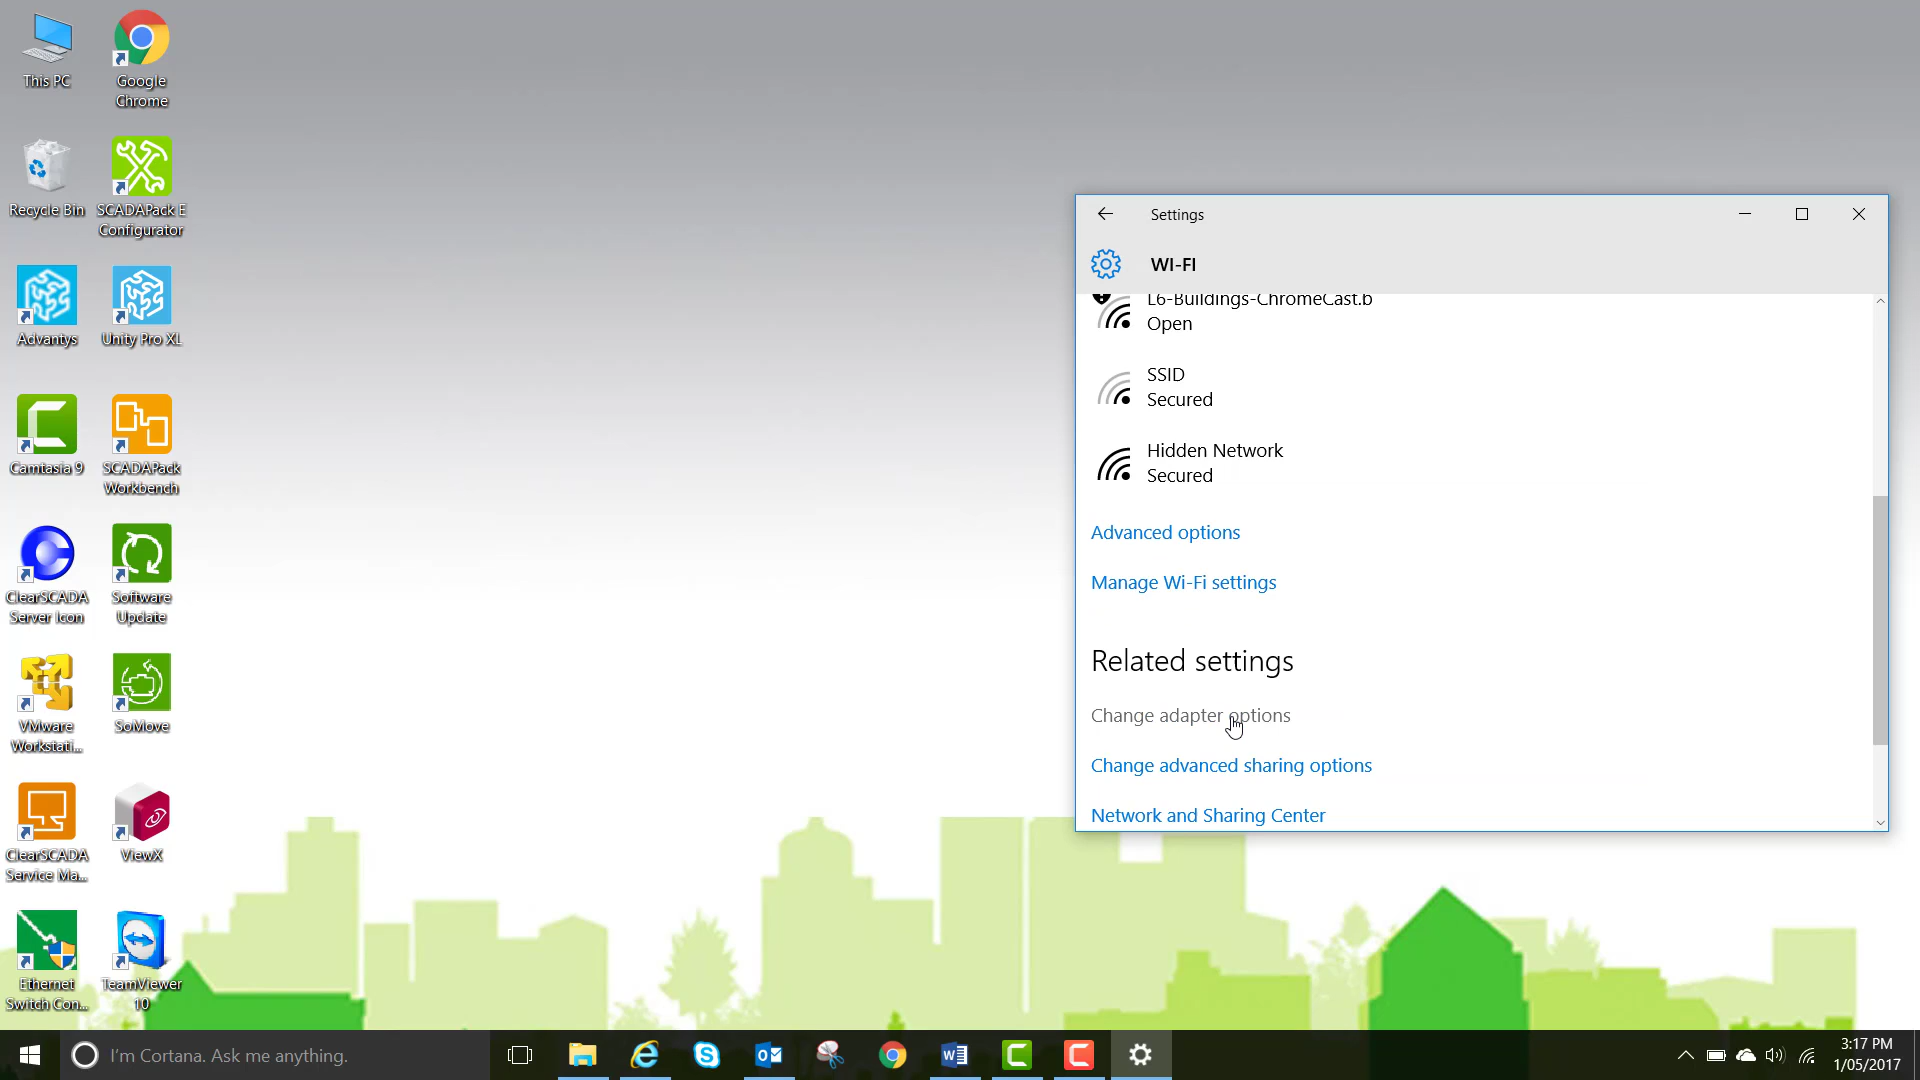 This PC
Google
Chrome
Recycle Bin
SCADAPack E
Configurator
Advantys
Unity Pro XL
Camtasia 9
SCADAPack
Workbench
ClearSCADA
Server Icon
Software
Update
VMware
Workstati...
SoMove
ClearSCADA
Service Ma...
ViewX
Ethernet
Switch Con...
TeamViewer
10
Settings
WI-FI
L6-Buildings-ChromeCast.b
Open
SSID
Secured
Hidden Network
Secured
Advanced options
Manage Wi-Fi settings
Related settings
Change adapter options
Change advanced sharing options
Network and Sharing Center
I'm Cortana. Ask me anything.
3:17 PM
1/05/2017